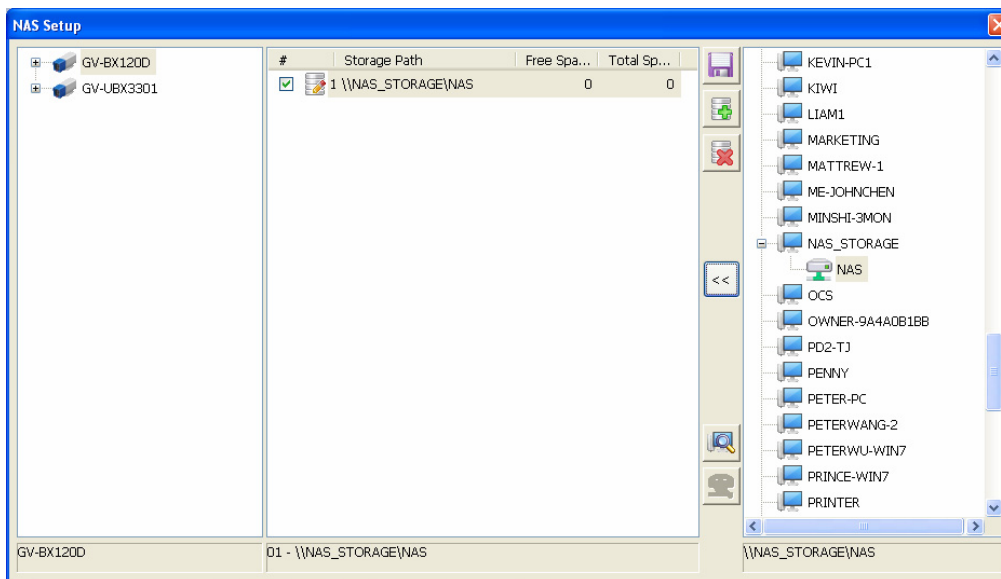 NAS Setup
GV-BX120D
GV-UBX3301
# Storage Path Free Spa... Total Sp...
1 \\NAS_STORAGE\NAS 0 0
<<
KEVIN-PC1
KIWI
LIAM1
MARKETING
MATTREW-1
ME-JOHNCHEN
MINSHI-3MON
NAS_STORAGE
NAS
OCS
OWNER-9A4A0B1BB
PD2-TJ
PENNY
PETER-PC
PETERWANG-2
PETERWU-WIN7
PRINCE-WIN7
PRINTER
GV-BX120D
01 - \\NAS_STORAGE\NAS
\\NAS_STORAGE\NAS